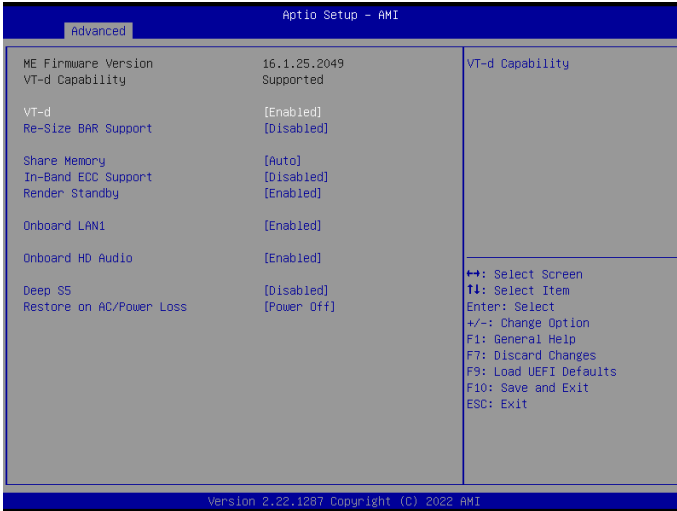 Aptio Setup – AMI
Advanced
ME Firmware Version 16.1.25.2049
VT-d Capability Supported
VT-d [Enabled]
Re-Size BAR Support [Disabled]
Share Memory [Auto]
In-Band ECC Support [Disabled]
Render Standby [Enabled]
Onboard LAN1 [Enabled]
Onboard HD Audio [Enabled]
Deep S5 [Disabled]
Restore on AC/Power Loss [Power Off]
VT-d Capability
→←: Select Screen
↑↓: Select Item
Enter: Select
+/-: Change Option
F1: General Help
F7: Discard Changes
F9: Load UEFI Defaults
F10: Save and Exit
ESC: Exit
Version 2.22.1287 Copyright (C) 2022 AMI